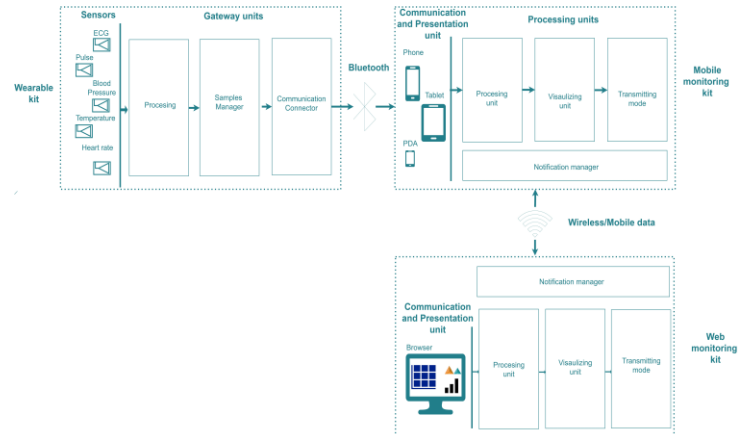 Sensors
Gateway units
ECG
Pulse
Blood
Pressure
Temperature
Heart rate
Wearable
kit
Procesing
Samples
Manager
Communication
Connector
Bluetooth
Communication
and Presentation
unit
Processing units
Phone
Tablet
PDA
Procesing
unit
Visaulizing
unit
Transmitting
mode
Notification manager
Mobile
monitoring
kit
Wireless/Mobile data
Notification manager
Communication
and Presentation
unit
Browser
Procesing
unit
Visaulizing
unit
Transmitting
mode
Web
monitoring
kit